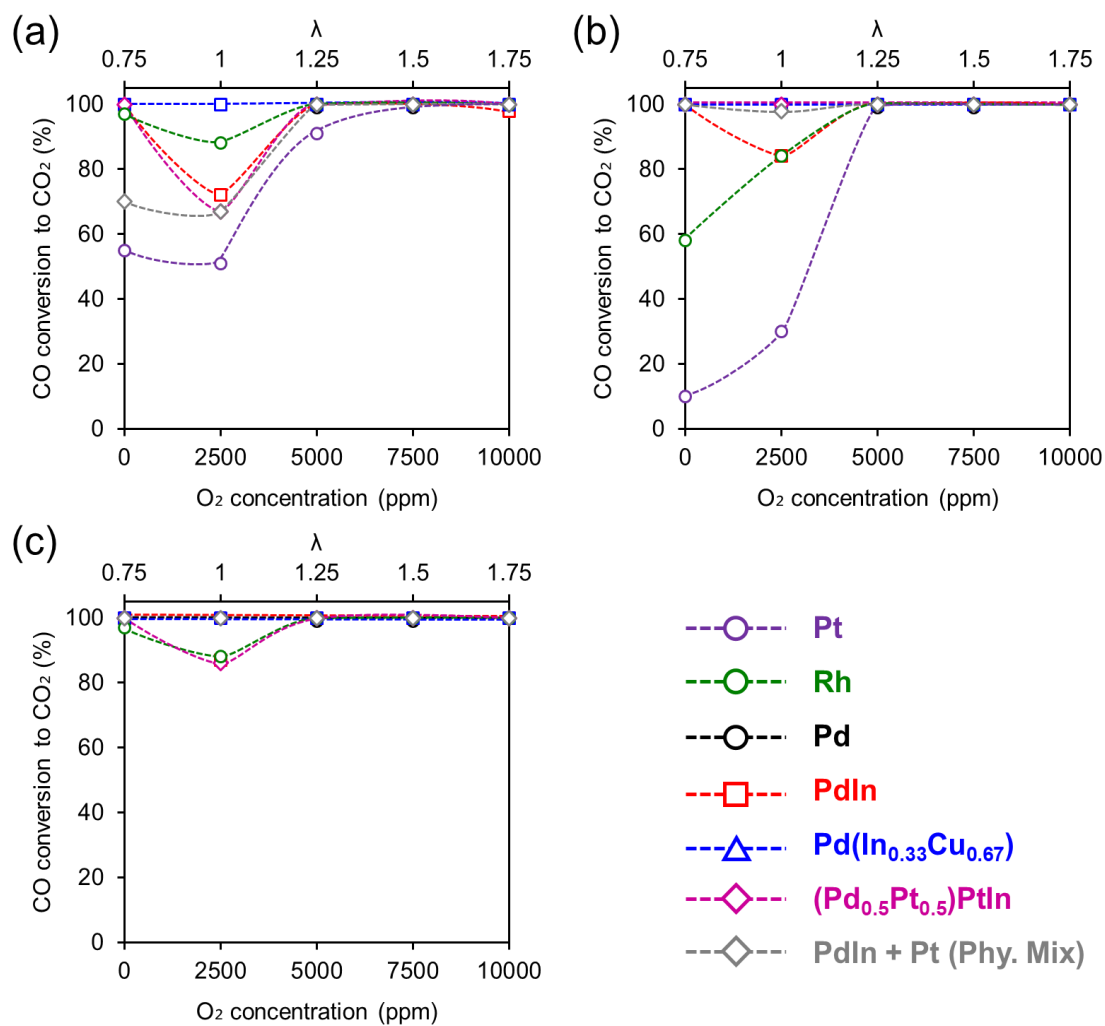 (a)
λ
0.75 1 1.25 1.5 1.75
CO conversion to CO₂ (%)
100
80
60
40
20
0
0 2500 5000 7500 10000
O₂ concentration (ppm)
(b)
λ
0.75 1 1.25 1.5 1.75
CO conversion to CO₂ (%)
100
80
60
40
20
0
0 2500 5000 7500 10000
O₂ concentration (ppm)
(c)
λ
0.75 1 1.25 1.5 1.75
CO conversion to CO₂ (%)
100
80
60
40
20
0
0 2500 5000 7500 10000
O₂ concentration (ppm)
Pt
Rh
Pd
PdIn
Pd(In₀.₃₃Cu₀.₆₇)
(Pd₀.₅Pt₀.₅)PtIn
PdIn + Pt (Phy. Mix)